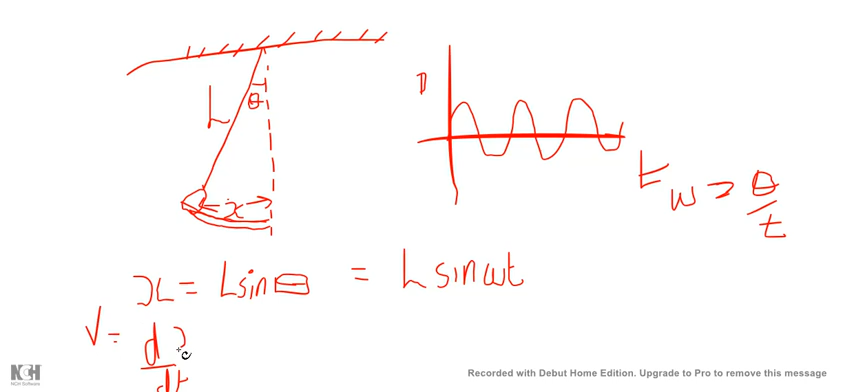 L
θ
x
D
t
ω = θ/t
x = L sin θ = L sin ωt
V = dx/dt
NCH
NCH Software
Recorded with Debut Home Edition. Upgrade to Pro to remove this message